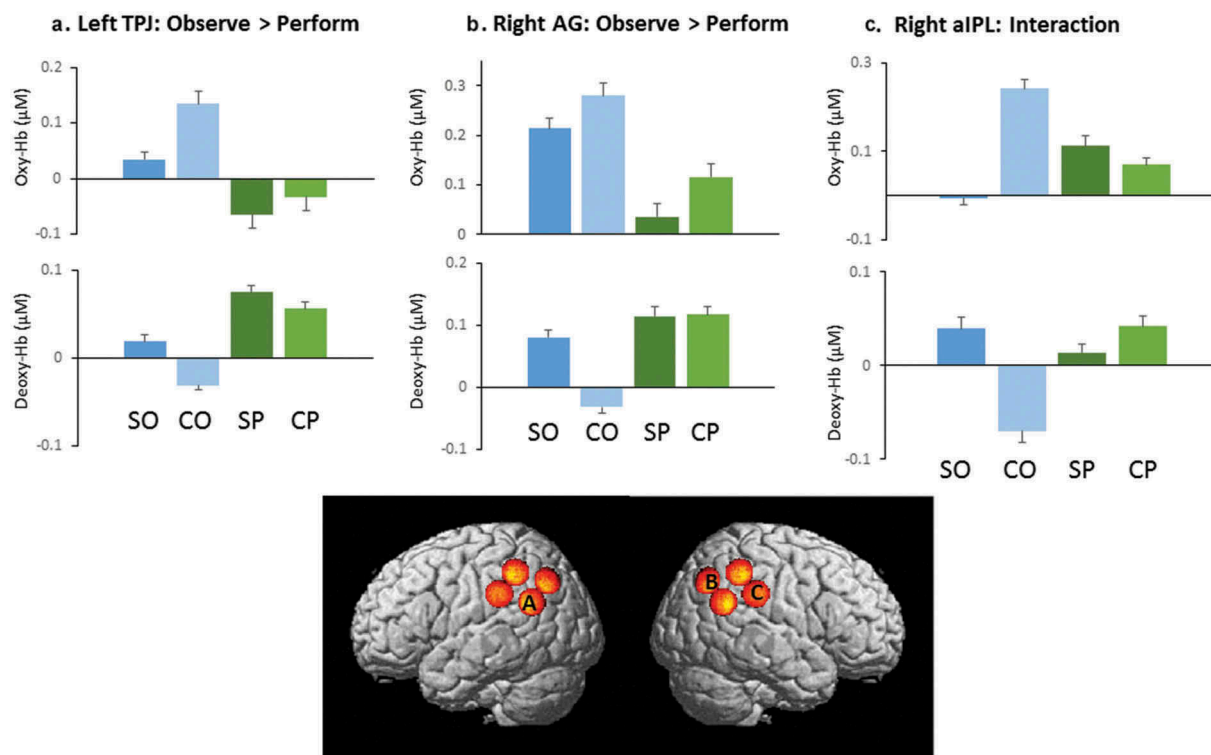 a. Left TPJ: Observe > Perform
b. Right AG: Observe > Perform
c. Right aIPL: Interaction
Oxy-Hb (μM)
0.2
0.1
0
-0.1
Oxy-Hb (μM)
0.3
0.2
0.1
0
Oxy-Hb (μM)
0.3
0.1
-0.1
Deoxy-Hb (μM)
0.1
0
-0.1
SO CO SP CP
Deoxy-Hb (μM)
0.2
0.1
0
-0.1
SO CO SP CP
Deoxy-Hb (μM)
0.1
0
-0.1
SO CO SP CP
A
B
C